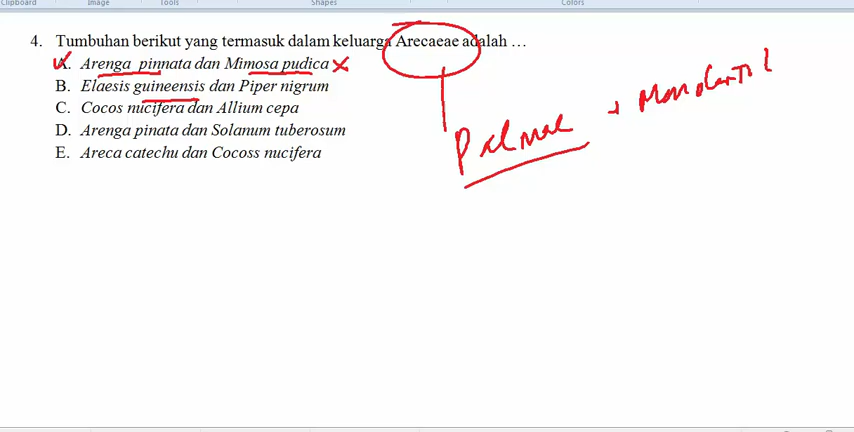 Clipboard Image Tools Shapes Colors
4. Tumbuhan berikut yang termasuk dalam keluarga Arecaeae adalah …
A. Arenga pinnata dan Mimosa pudica
B. Elaesis guineensis dan Piper nigrum
C. Cocos nucifera dan Allium cepa
D. Arenga pinata dan Solanum tuberosum
E. Areca catechu dan Cocoss nucifera
Palmae